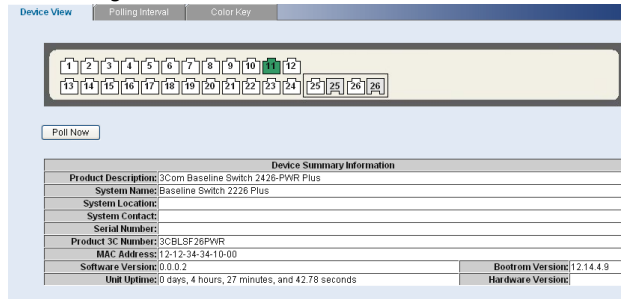 Device View Polling Interval Color Key
1 2 3 4 5 6 7 8 9 10 11 12
13 14 15 16 17 18 19 20 21 22 23 24 25 25 26 26
Poll Now
Device Summary Information
Product Description: 3Com Baseline Switch 2426-PWR Plus
System Name: Baseline Switch 2226 Plus
System Location:
System Contact:
Serial Number:
Product 3C Number: 3CBLSF26PWR
MAC Address: 12-12-34-34-10-00
Software Version: 0.0.0.2 Bootrom Version: 12.14.4.9
Unit Uptime: 0 days, 4 hours, 27 minutes, and 42.78 seconds Hardware Version: